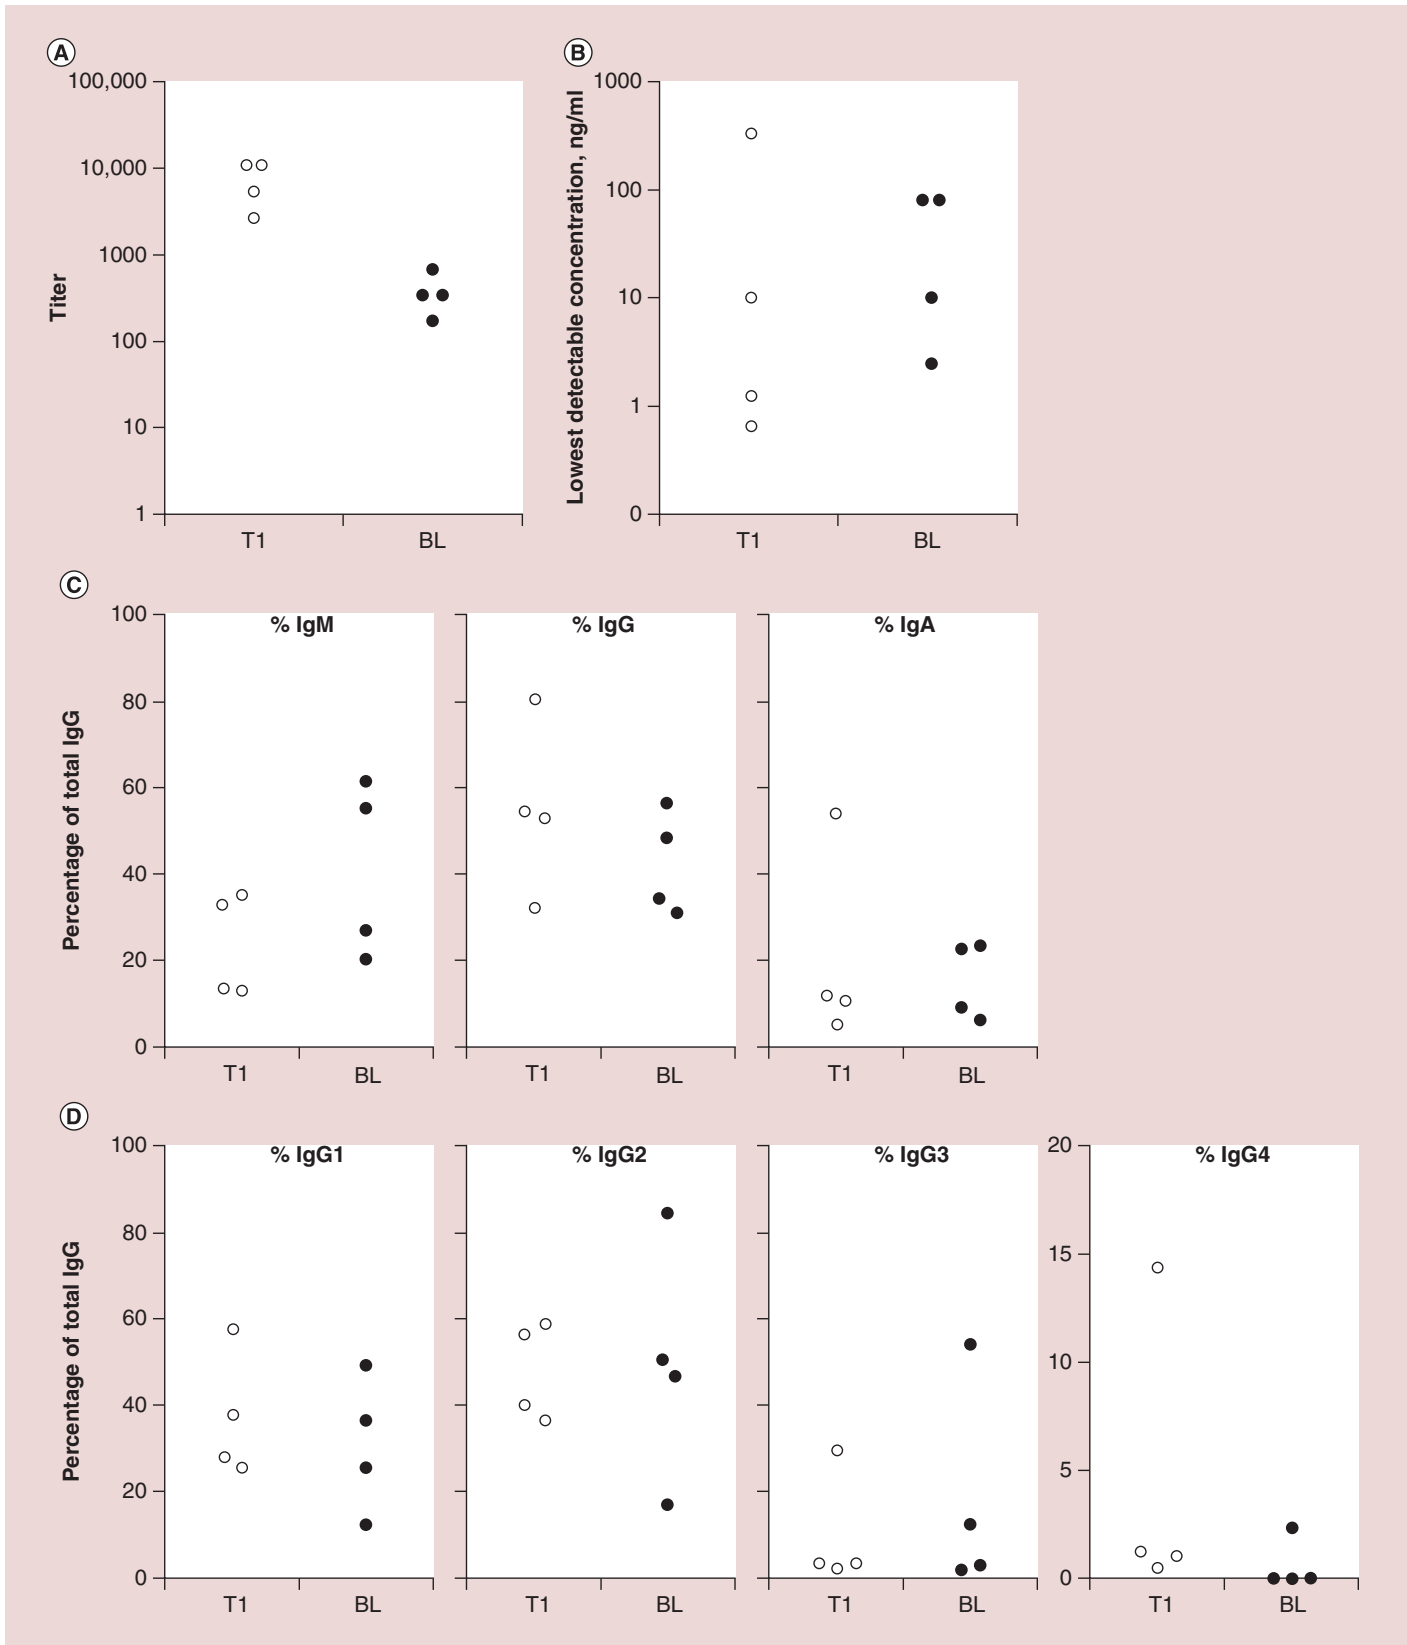 A
Titer
100,000
10,000
1000
100
10
1
T1 BL
B
Lowest detectable concentration, ng/ml
1000
100
10
1
0
T1 BL
C
Percentage of total IgG
100
80
60
40
20
0
% IgM
T1 BL
% IgG
T1 BL
% IgA
T1 BL
D
Percentage of total IgG
100
80
60
40
20
0
% IgG1
T1 BL
% IgG2
T1 BL
% IgG3
T1 BL
20
15
10
5
0
% IgG4
T1 BL